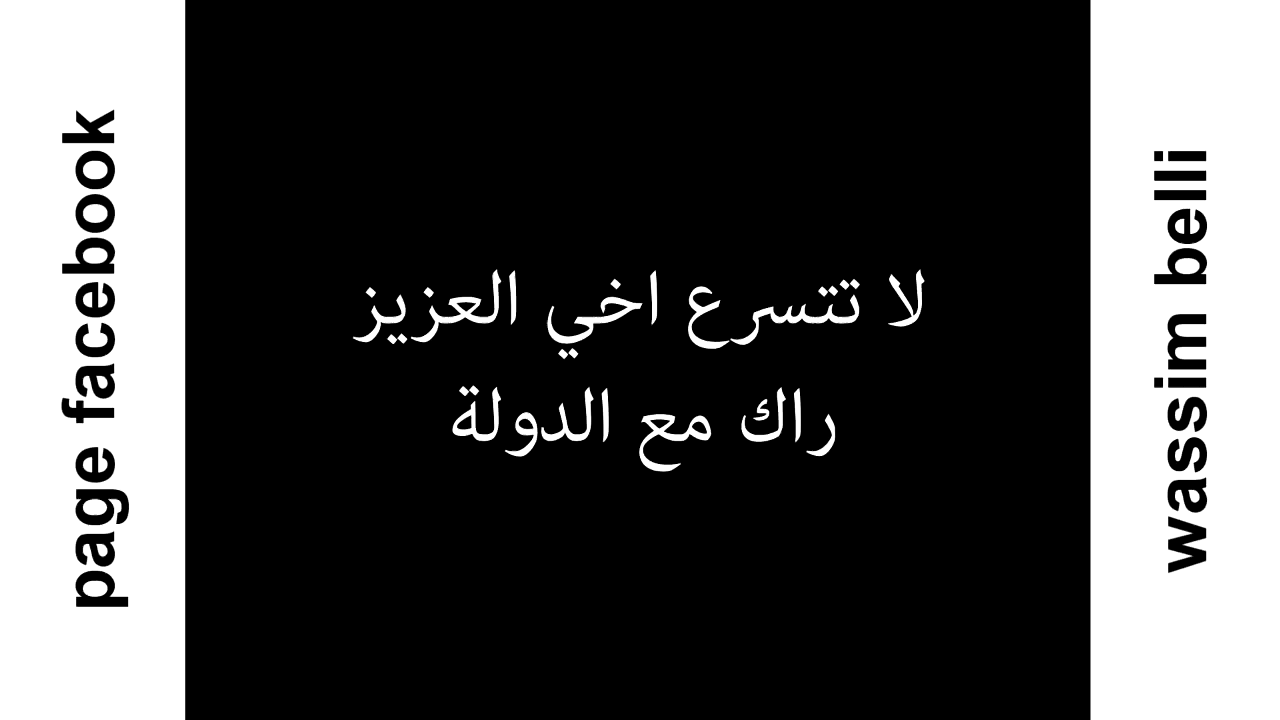 page facebook
لا تتسرع اخي العزيز
راك مع الدولة
wassim belli